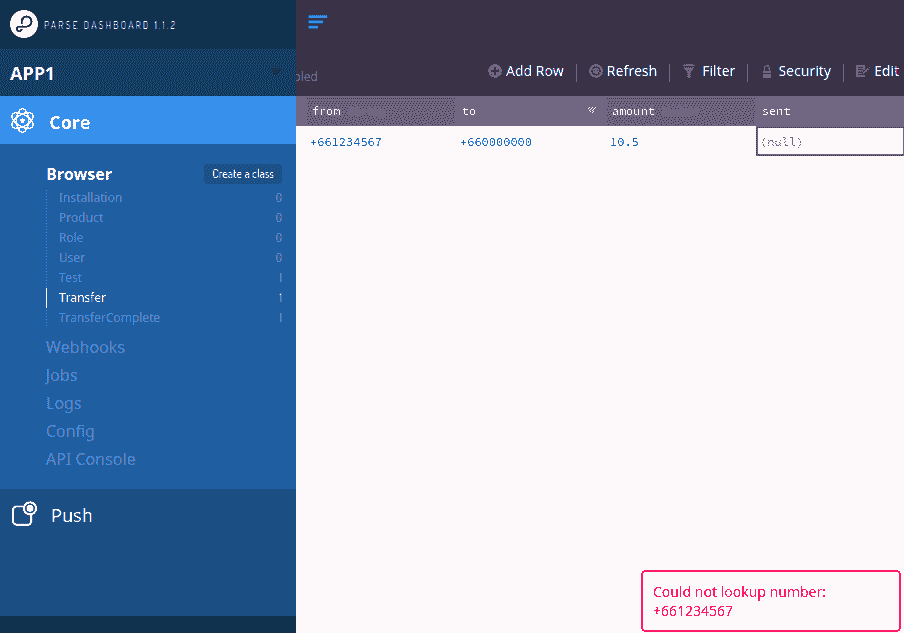 PARSE DASHBOARD 1.1.2
APP1
Core
Browser
Create a class
Installation 0
Product 0
Role 0
User 0
Test 1
Transfer 1
TransferComplete 1
Webhooks
Jobs
Logs
Config
API Console
Push
bled
Add Row
Refresh
Filter
Security
Edit
from to amount sent
+661234567 +660000000 10.5 (null)
Could not lookup number:
+661234567